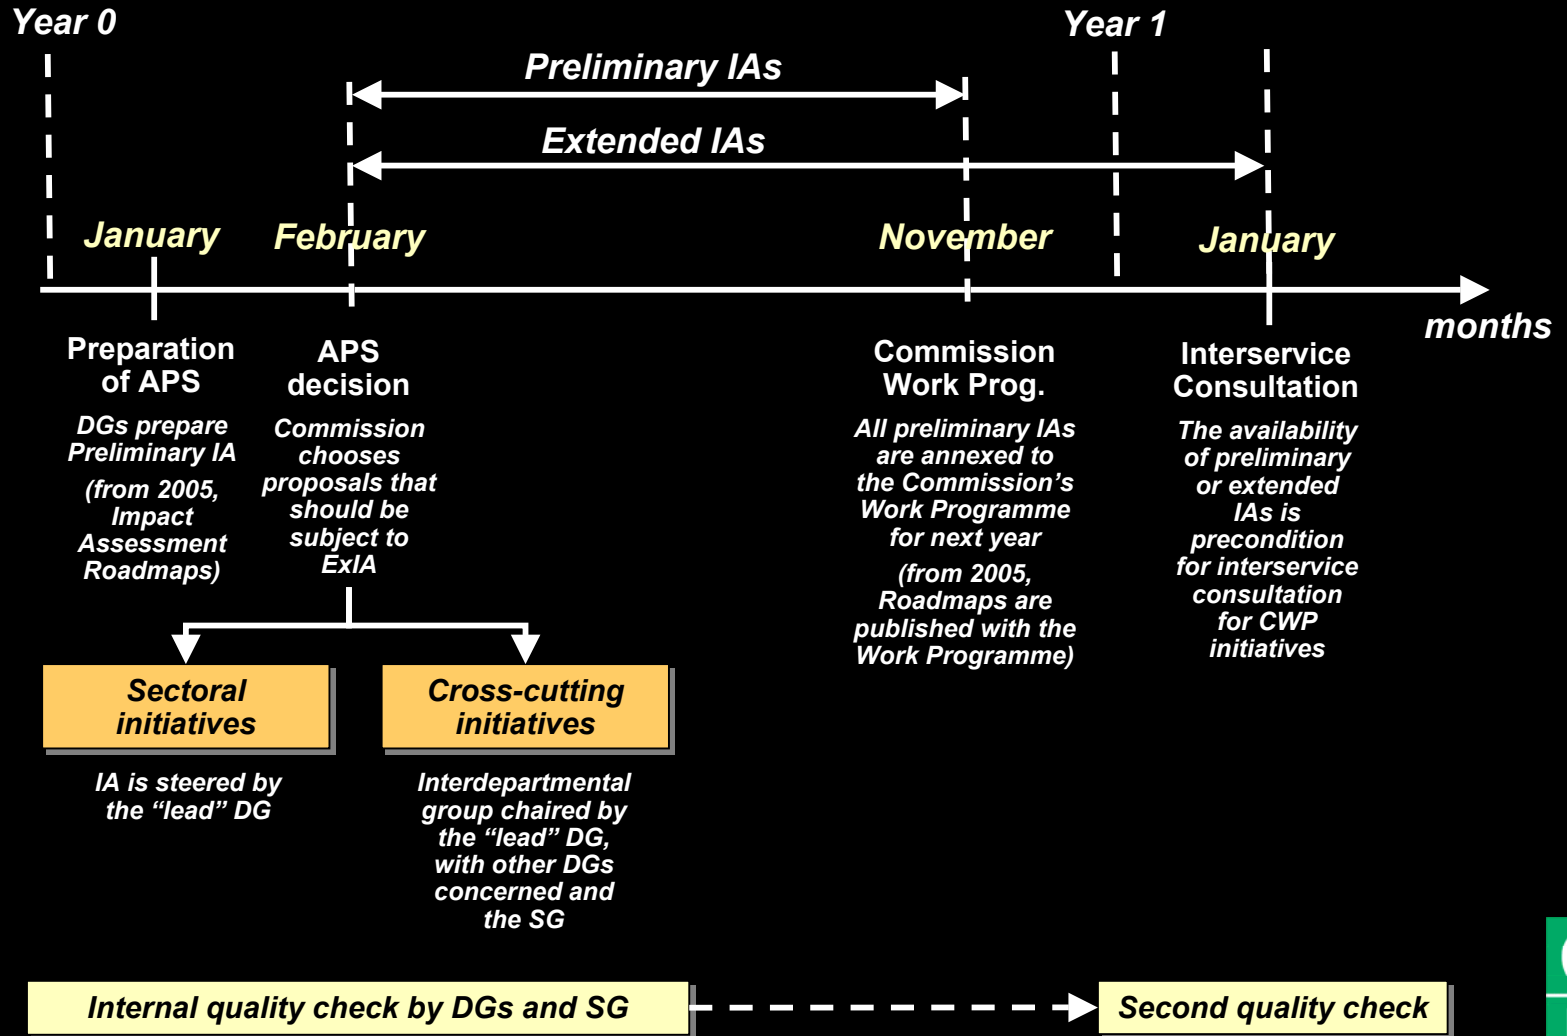 Year 0
Year 1
Preliminary IAs
Extended IAs
January
February
November
January
months
Preparation
of APS
DGs prepare
Preliminary IA
(from 2005,
Impact
Assessment
Roadmaps)
APS
decision
Commission
chooses
proposals that
should be
subject to
ExIA
Commission
Work Prog.
All preliminary IAs
are annexed to
the Commission’s
Work Programme
for next year
(from 2005,
Roadmaps are
published with the
Work Programme)
Interservice
Consultation
The availability
of preliminary
or extended
IAs is
precondition
for interservice
consultation
for CWP
initiatives
Sectoral
initiatives
IA is steered by
the “lead” DG
Cross-cutting
initiatives
Interdepartmental
group chaired by
the “lead” DG,
with other DGs
concerned and
the SG
Internal quality check by DGs and SG
Second quality check